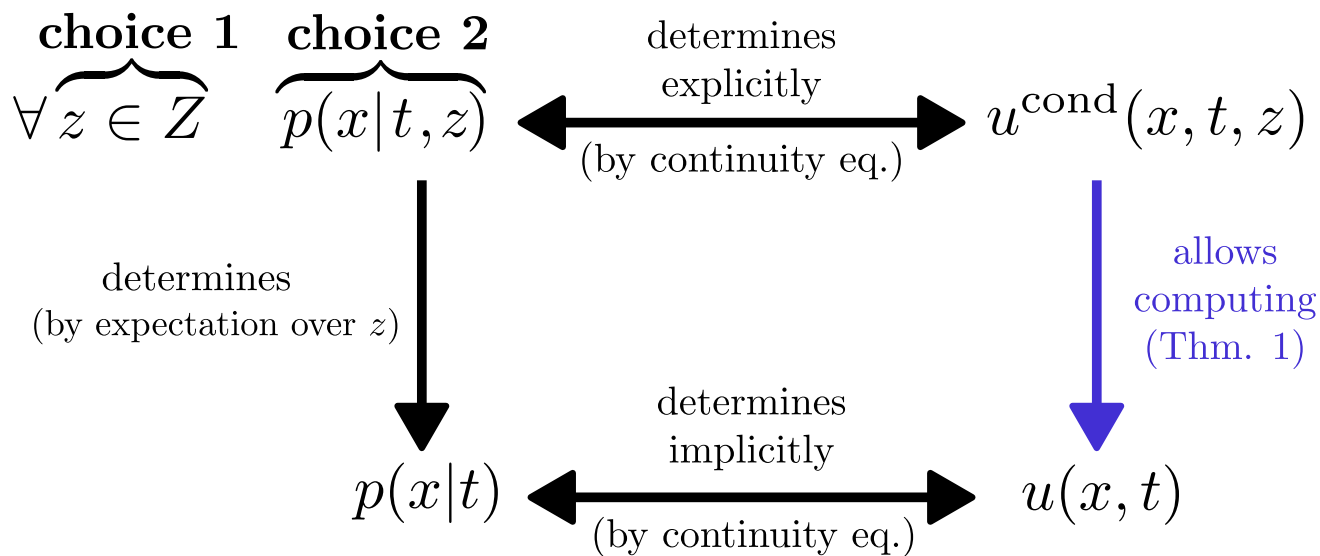 choice 1 choice 2
∀ z ∈ Z p(x|t, z)
determines
explicitly
(by continuity eq.)
u^cond(x, t, z)
determines
(by expectation over z)
allows
computing
(Thm. 1)
determines
implicitly
p(x|t)
(by continuity eq.)
u(x, t)